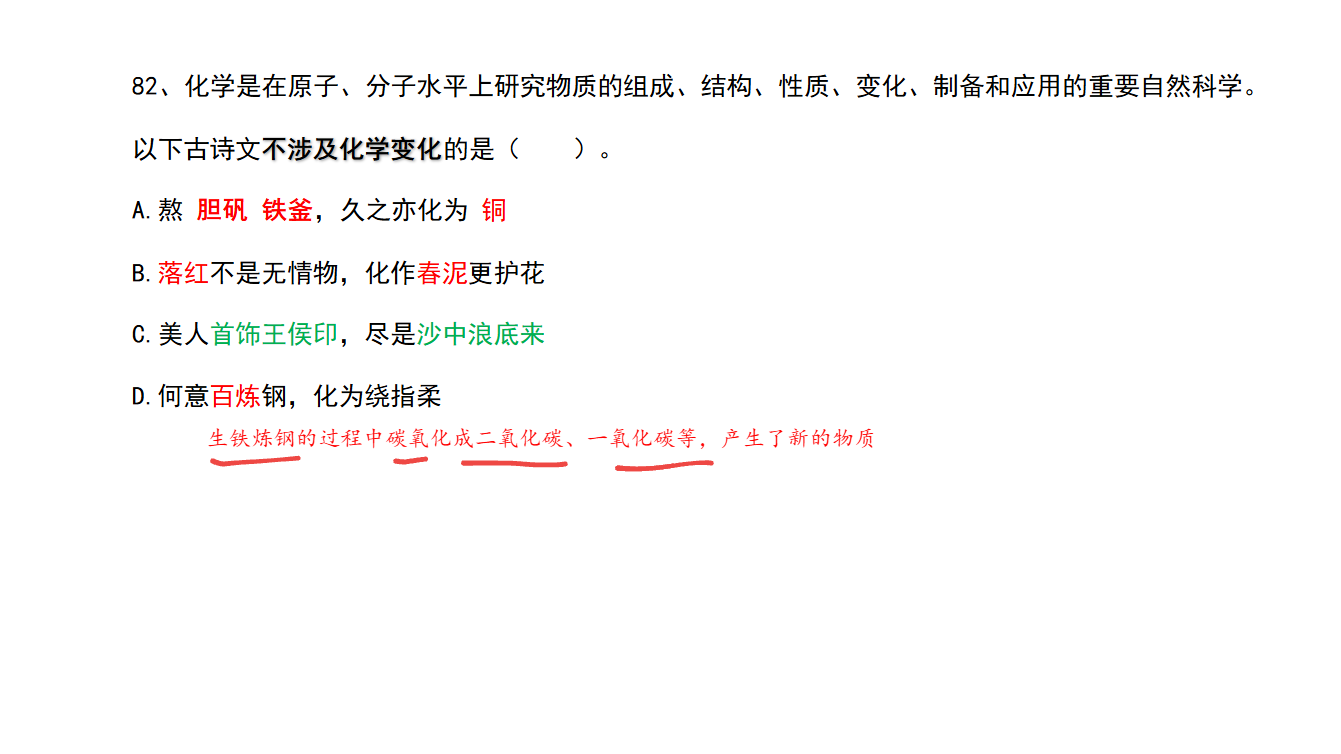 82、化学是在原子、分子水平上研究物质的组成、结构、性质、变化、制备和应用的重要自然科学。
以下古诗文不涉及化学变化的是（　　）。
A.熬 胆矾 铁釜，久之亦化为 铜
B.落红不是无情物，化作春泥更护花
C.美人首饰王侯印，尽是沙中浪底来
D.何意百炼钢，化为绕指柔
生铁炼钢的过程中碳氧化成二氧化碳、一氧化碳等，产生了新的物质